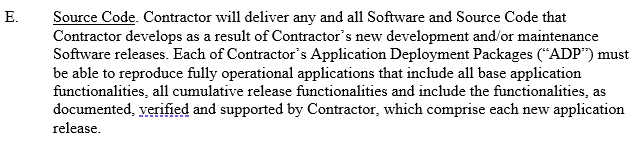 E. Source Code. Contractor will deliver any and all Software and Source Code that
Contractor develops as a result of Contractor's new development and/or maintenance
Software releases. Each of Contractor's Application Deployment Packages (“ADP”) must
be able to reproduce fully operational applications that include all base application
functionalities, all cumulative release functionalities and include the functionalities, as
documented, verified and supported by Contractor, which comprise each new application
release.